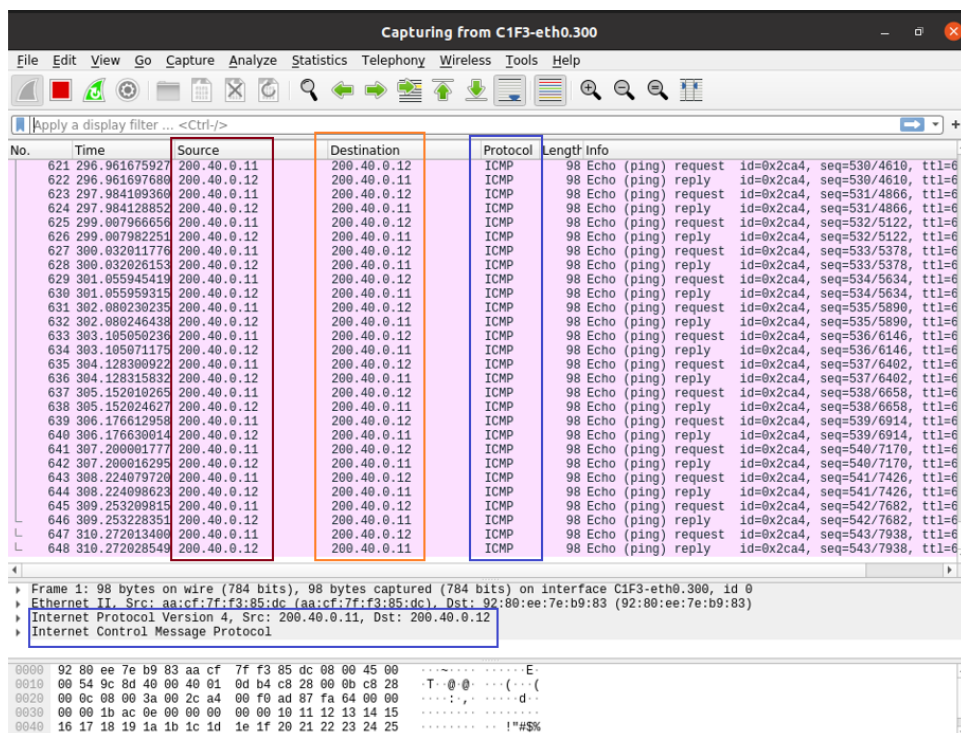 Capturing from C1F3-eth0.300
File Edit View Go Capture Analyze Statistics Telephony Wireless Tools Help
Apply a display filter ... <Ctrl-/>
No. Time Source Destination Protocol Length Info
621 296.961675927 200.40.0.11 200.40.0.12 ICMP 98 Echo (ping) request id=0x2ca4, seq=530/4610, ttl=6
622 296.961697680 200.40.0.12 200.40.0.11 ICMP 98 Echo (ping) reply id=0x2ca4, seq=530/4610, ttl=6
623 297.984109360 200.40.0.11 200.40.0.12 ICMP 98 Echo (ping) request id=0x2ca4, seq=531/4866, ttl=6
624 297.984128852 200.40.0.12 200.40.0.11 ICMP 98 Echo (ping) reply id=0x2ca4, seq=531/4866, ttl=6
625 299.007966656 200.40.0.11 200.40.0.12 ICMP 98 Echo (ping) request id=0x2ca4, seq=532/5122, ttl=6
626 299.007982251 200.40.0.12 200.40.0.11 ICMP 98 Echo (ping) reply id=0x2ca4, seq=532/5122, ttl=6
627 300.032011776 200.40.0.11 200.40.0.12 ICMP 98 Echo (ping) request id=0x2ca4, seq=533/5378, ttl=6
628 300.032026153 200.40.0.12 200.40.0.11 ICMP 98 Echo (ping) reply id=0x2ca4, seq=533/5378, ttl=6
629 301.055945419 200.40.0.11 200.40.0.12 ICMP 98 Echo (ping) request id=0x2ca4, seq=534/5634, ttl=6
630 301.055959315 200.40.0.12 200.40.0.11 ICMP 98 Echo (ping) reply id=0x2ca4, seq=534/5634, ttl=6
631 302.080230235 200.40.0.11 200.40.0.12 ICMP 98 Echo (ping) request id=0x2ca4, seq=535/5890, ttl=6
632 302.080246438 200.40.0.12 200.40.0.11 ICMP 98 Echo (ping) reply id=0x2ca4, seq=535/5890, ttl=6
633 303.105050236 200.40.0.11 200.40.0.12 ICMP 98 Echo (ping) request id=0x2ca4, seq=536/6146, ttl=6
634 303.105071175 200.40.0.12 200.40.0.11 ICMP 98 Echo (ping) reply id=0x2ca4, seq=536/6146, ttl=6
635 304.128300922 200.40.0.11 200.40.0.12 ICMP 98 Echo (ping) request id=0x2ca4, seq=537/6402, ttl=6
636 304.128315832 200.40.0.12 200.40.0.11 ICMP 98 Echo (ping) reply id=0x2ca4, seq=537/6402, ttl=6
637 305.152010265 200.40.0.11 200.40.0.12 ICMP 98 Echo (ping) request id=0x2ca4, seq=538/6658, ttl=6
638 305.152024627 200.40.0.12 200.40.0.11 ICMP 98 Echo (ping) reply id=0x2ca4, seq=538/6658, ttl=6
639 306.176612958 200.40.0.11 200.40.0.12 ICMP 98 Echo (ping) request id=0x2ca4, seq=539/6914, ttl=6
640 306.176630014 200.40.0.12 200.40.0.11 ICMP 98 Echo (ping) reply id=0x2ca4, seq=539/6914, ttl=6
641 307.200001777 200.40.0.11 200.40.0.12 ICMP 98 Echo (ping) request id=0x2ca4, seq=540/7170, ttl=6
642 307.200016295 200.40.0.12 200.40.0.11 ICMP 98 Echo (ping) reply id=0x2ca4, seq=540/7170, ttl=6
643 308.224079720 200.40.0.11 200.40.0.12 ICMP 98 Echo (ping) request id=0x2ca4, seq=541/7426, ttl=6
644 308.224098623 200.40.0.12 200.40.0.11 ICMP 98 Echo (ping) reply id=0x2ca4, seq=541/7426, ttl=6
645 309.253209815 200.40.0.11 200.40.0.12 ICMP 98 Echo (ping) request id=0x2ca4, seq=542/7682, ttl=6
646 309.253228351 200.40.0.12 200.40.0.11 ICMP 98 Echo (ping) reply id=0x2ca4, seq=542/7682, ttl=6
647 310.272013400 200.40.0.11 200.40.0.12 ICMP 98 Echo (ping) request id=0x2ca4, seq=543/7938, ttl=6
648 310.272028549 200.40.0.12 200.40.0.11 ICMP 98 Echo (ping) reply id=0x2ca4, seq=543/7938, ttl=6
Frame 1: 98 bytes on wire (784 bits), 98 bytes captured (784 bits) on interface C1F3-eth0.300, id 0
Ethernet II, Src: aa:cf:7f:f3:85:dc (aa:cf:7f:f3:85:dc), Dst: 92:80:ee:7e:b9:83 (92:80:ee:7e:b9:83)
Internet Protocol Version 4, Src: 200.40.0.11, Dst: 200.40.0.12
Internet Control Message Protocol
0000 92 80 ee 7e b9 83 aa cf 7f f3 85 dc 08 00 45 00 ···~···· ······E·
0010 00 54 9c 8d 40 00 40 01 0d b4 c8 28 00 0b c8 28 ·T··@·@· ···(···(
0020 00 0c 08 00 3a 00 2c a4 00 f0 ad 87 fa 64 00 00 ····:·,· ·····d··
0030 00 00 1b ac 0e 00 00 00 00 00 10 11 12 13 14 15 ········ ········
0040 16 17 18 19 1a 1b 1c 1d 1e 1f 20 21 22 23 24 25 ········ ·· !"#$%